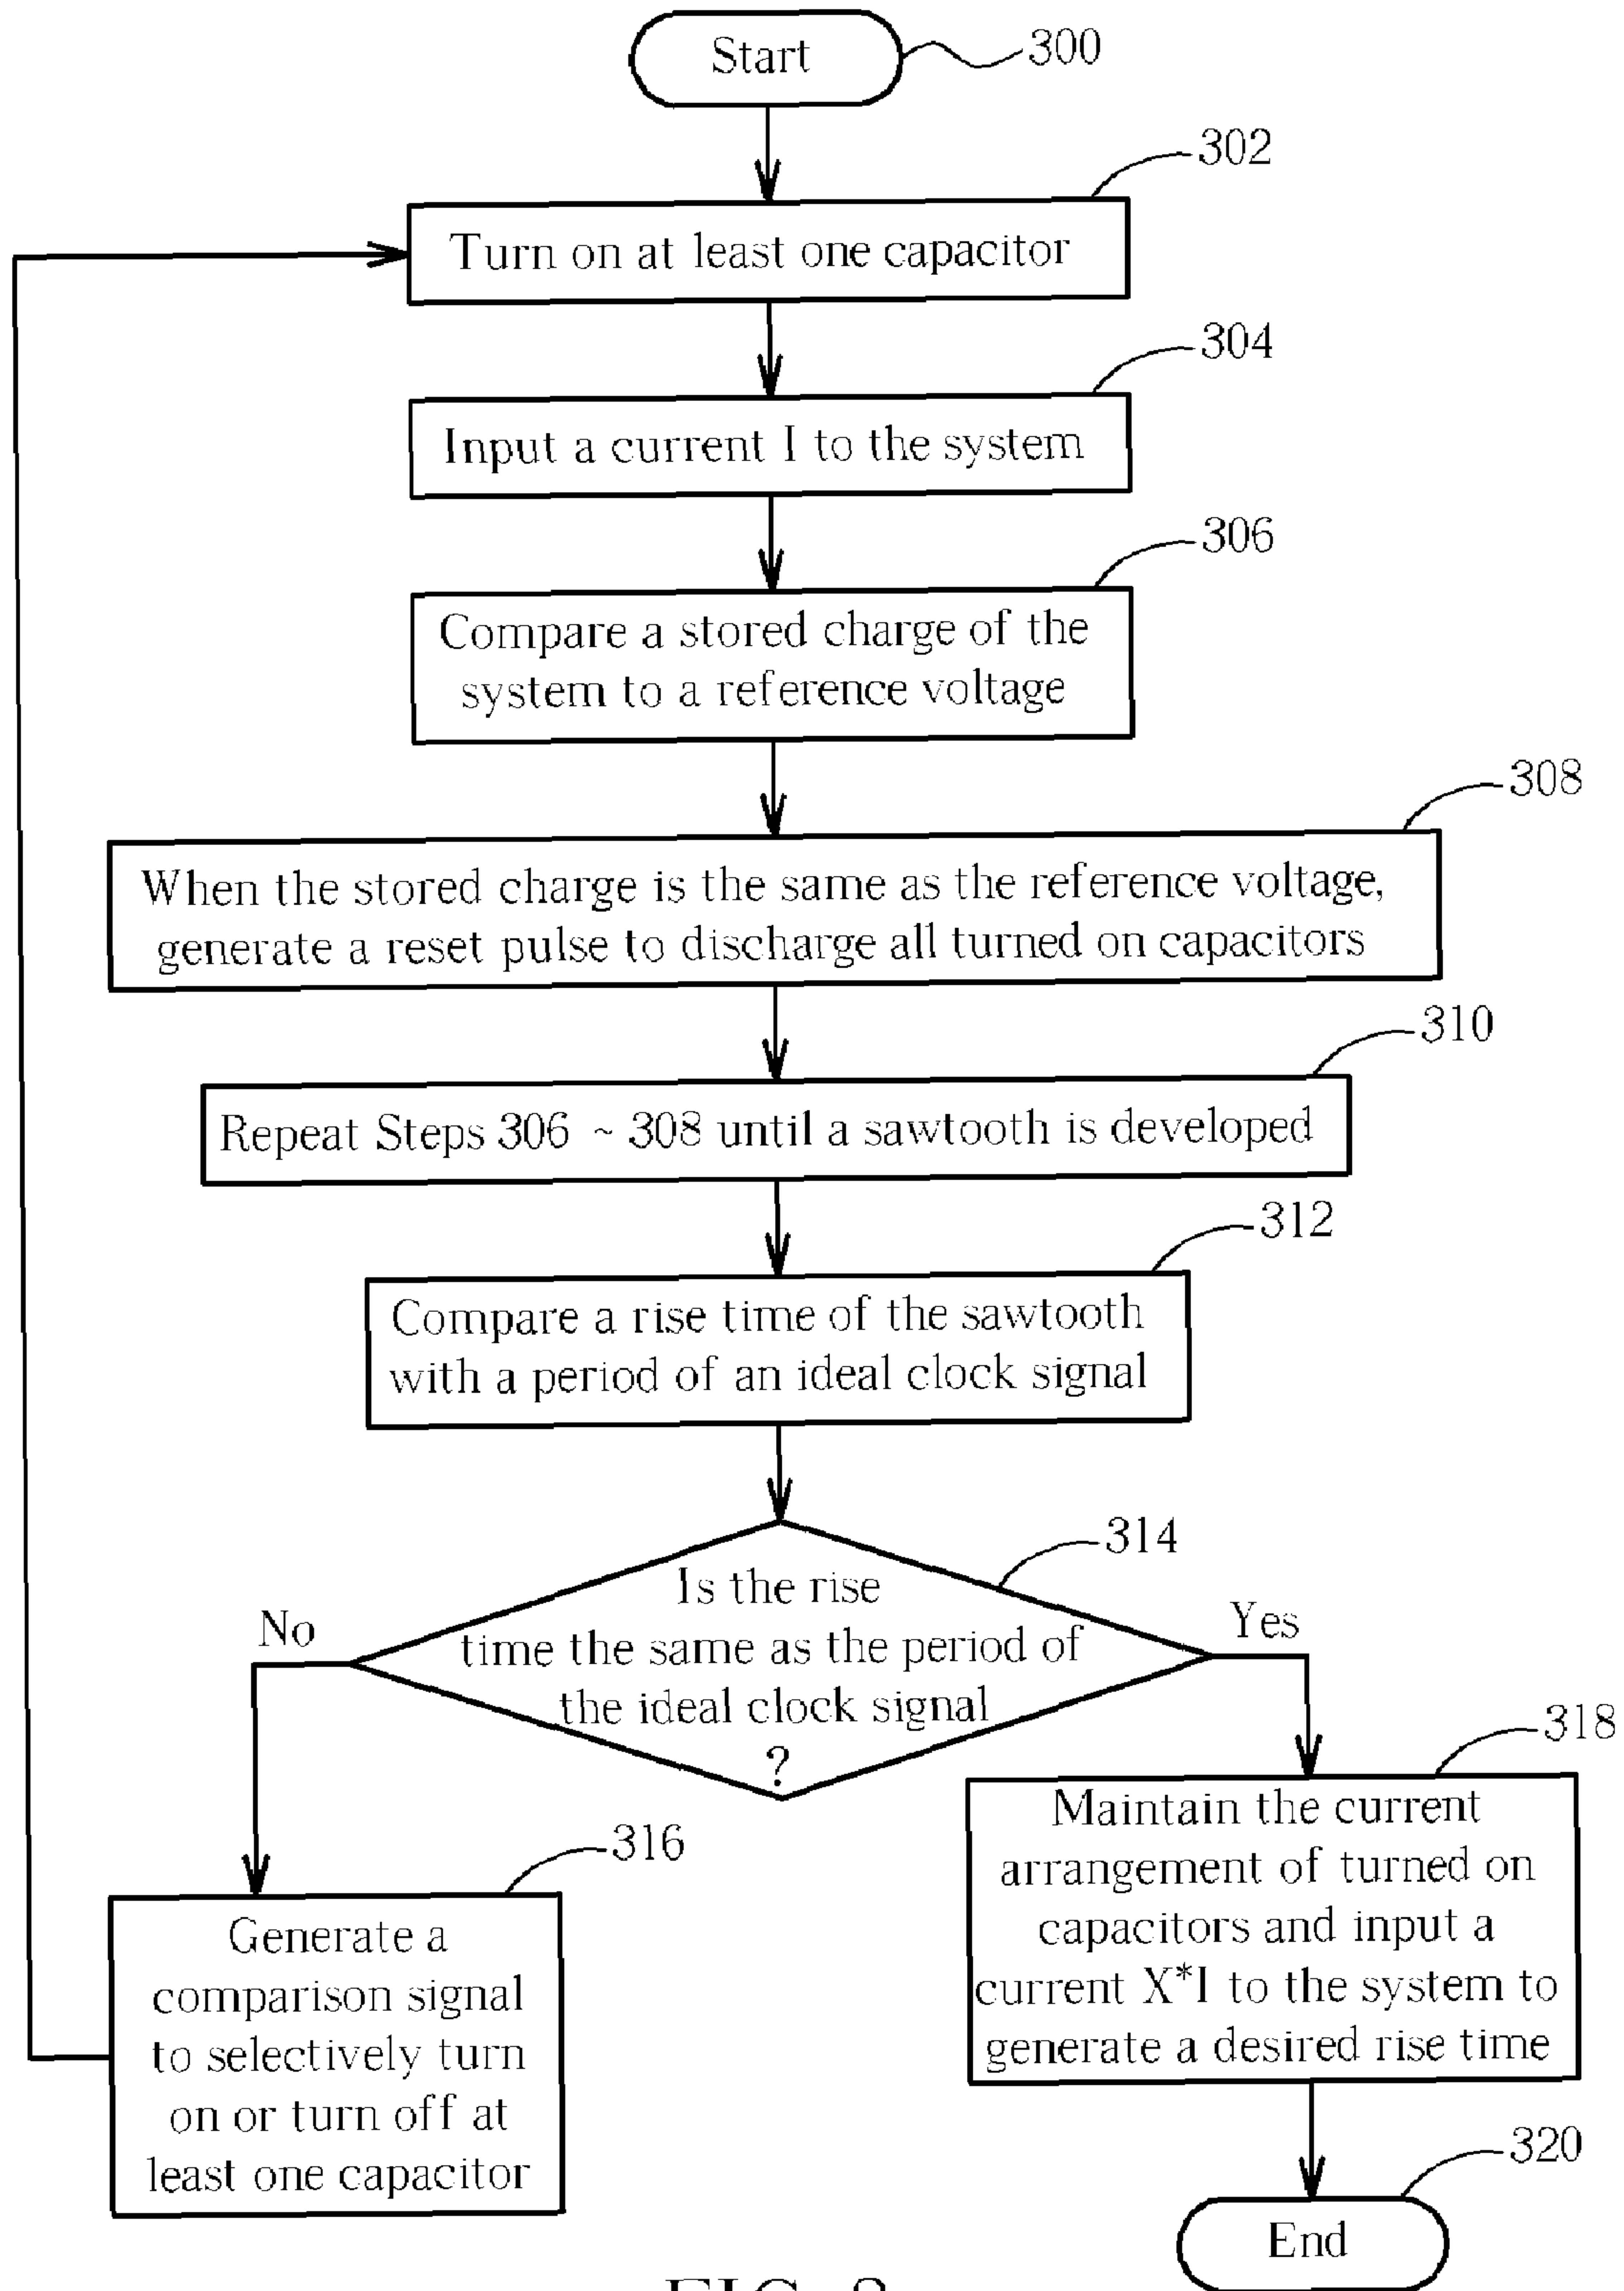 Start
300
302
Turn on at least one capacitor
304
Input a current I to the system
306
Compare a stored charge of the
system to a reference voltage
308
When the stored charge is the same as the reference voltage,
generate a reset pulse to discharge all turned on capacitors
310
Repeat Steps 306 ~ 308 until a sawtooth is developed
312
Compare a rise time of the sawtooth
with a period of an ideal clock signal
314
Is the rise
time the same as the period of
the ideal clock signal
?
No
Yes
316
Generate a
comparison signal
to selectively turn
on or turn off at
least one capacitor
318
Maintain the current
arrangement of turned on
capacitors and input a
current X*I to the system to
generate a desired rise time
320
End